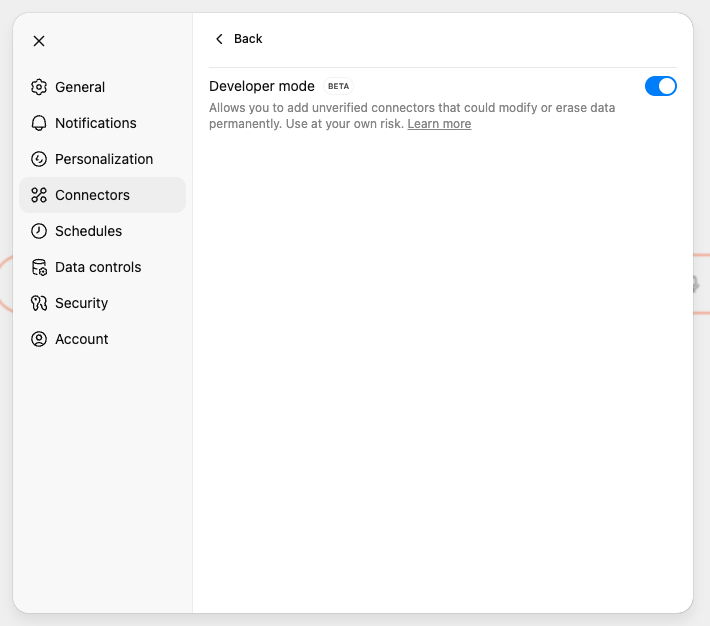 General
Notifications
Personalization
Connectors
Schedules
Data controls
Security
Account
Back
Developer mode BETA
Allows you to add unverified connectors that could modify or erase data
permanently. Use at your own risk. Learn more